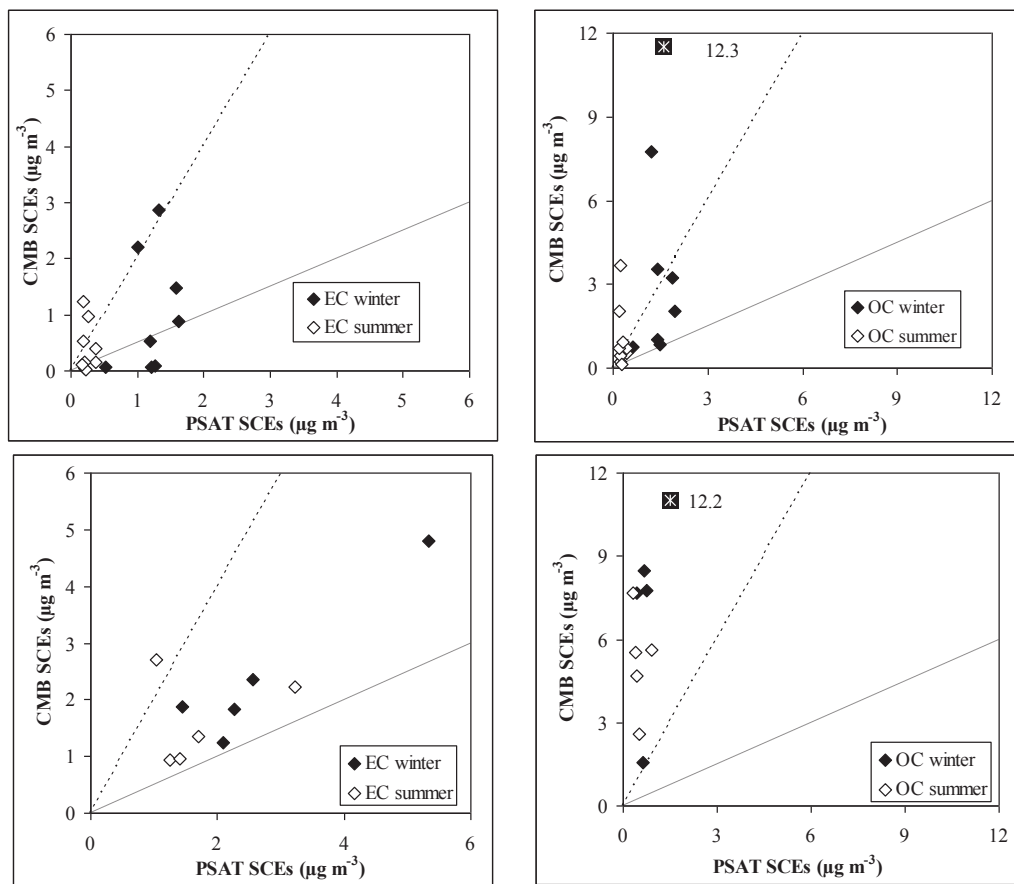 6
5
4
3
2
1
0
0 1 2 3 4 5 6
CMB SCEs (µg m⁻³)
PSAT SCEs (µg m⁻³)
EC winter
EC summer
12
9
6
3
0
0 3 6 9 12
CMB SCEs (µg m⁻³)
PSAT SCEs (µg m⁻³)
12.3
OC winter
OC summer
6
5
4
3
2
1
0
0 2 4 6
CMB SCEs (µg m⁻³)
PSAT SCEs (µg m⁻³)
EC winter
EC summer
12
9
6
3
0
0 3 6 9 12
CMB SCEs (µg m⁻³)
PSAT SCEs (µg m⁻³)
12.2
OC winter
OC summer